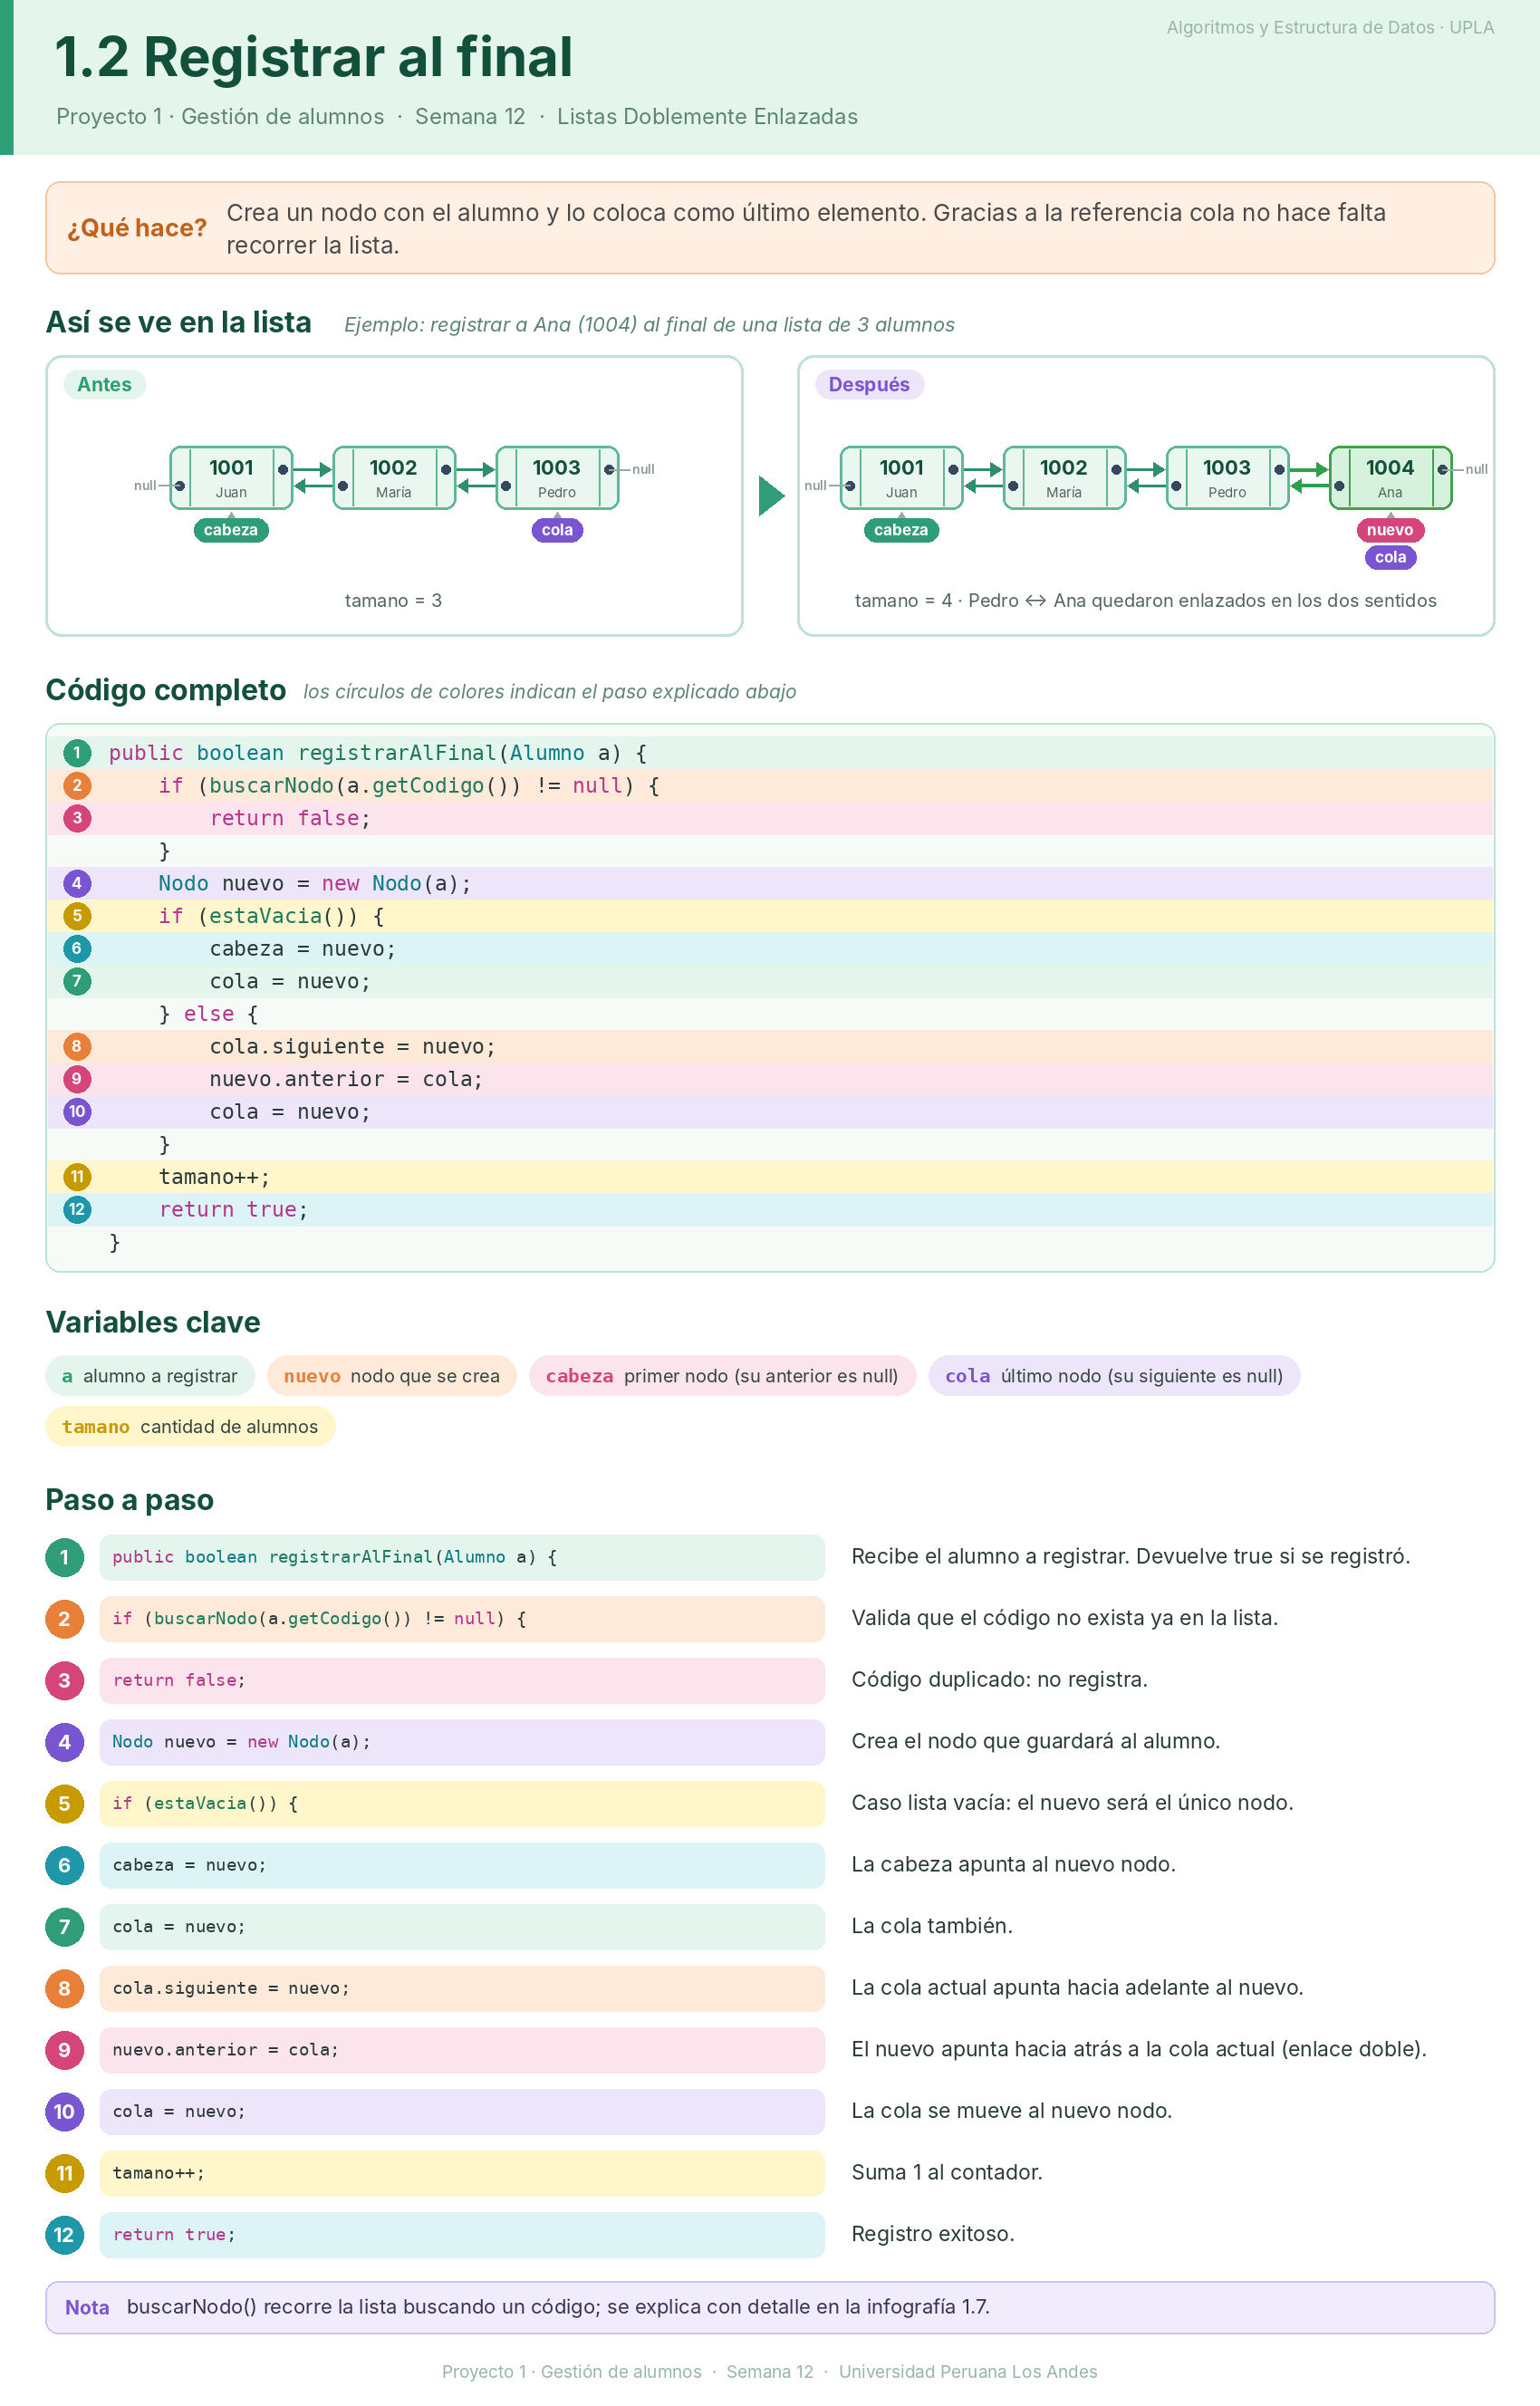 Algoritmos y Estructura de Datos · UPLA
1.2 Registrar al final
Proyecto 1 · Gestión de alumnos · Semana 12 · Listas Doblemente Enlazadas
¿Qué hace?
Crea un nodo con el alumno y lo coloca como último elemento. Gracias a la referencia cola no hace falta
recorrer la lista.
Así se ve en la lista
Ejemplo: registrar a Ana (1004) al final de una lista de 3 alumnos
Antes
null
1001
Juan
cabeza
1002
María
1003
Pedro
cola
null
tamano = 3
Después
null
1001
Juan
cabeza
1002
María
1003
Pedro
1004
Ana
nuevo
cola
null
tamano = 4 · Pedro ↔ Ana quedaron enlazados en los dos sentidos
Código completo
los círculos de colores indican el paso explicado abajo
1 public boolean registrarAlFinal(Alumno a) {
2     if (buscarNodo(a.getCodigo()) != null) {
3         return false;
    }
4     Nodo nuevo = new Nodo(a);
5     if (estaVacia()) {
6         cabeza = nuevo;
7         cola = nuevo;
    } else {
8         cola.siguiente = nuevo;
9         nuevo.anterior = cola;
10         cola = nuevo;
    }
11     tamano++;
12     return true;
}
Variables clave
a alumno a registrar
nuevo nodo que se crea
cabeza primer nodo (su anterior es null)
cola último nodo (su siguiente es null)
tamano cantidad de alumnos
Paso a paso
1 public boolean registrarAlFinal(Alumno a) { Recibe el alumno a registrar. Devuelve true si se registró.
2 if (buscarNodo(a.getCodigo()) != null) { Valida que el código no exista ya en la lista.
3 return false; Código duplicado: no registra.
4 Nodo nuevo = new Nodo(a); Crea el nodo que guardará al alumno.
5 if (estaVacia()) { Caso lista vacía: el nuevo será el único nodo.
6 cabeza = nuevo; La cabeza apunta al nuevo nodo.
7 cola = nuevo; La cola también.
8 cola.siguiente = nuevo; La cola actual apunta hacia adelante al nuevo.
9 nuevo.anterior = cola; El nuevo apunta hacia atrás a la cola actual (enlace doble).
10 cola = nuevo; La cola se mueve al nuevo nodo.
11 tamano++; Suma 1 al contador.
12 return true; Registro exitoso.
Nota buscarNodo() recorre la lista buscando un código; se explica con detalle en la infografía 1.7.
Proyecto 1 · Gestión de alumnos · Semana 12 · Universidad Peruana Los Andes